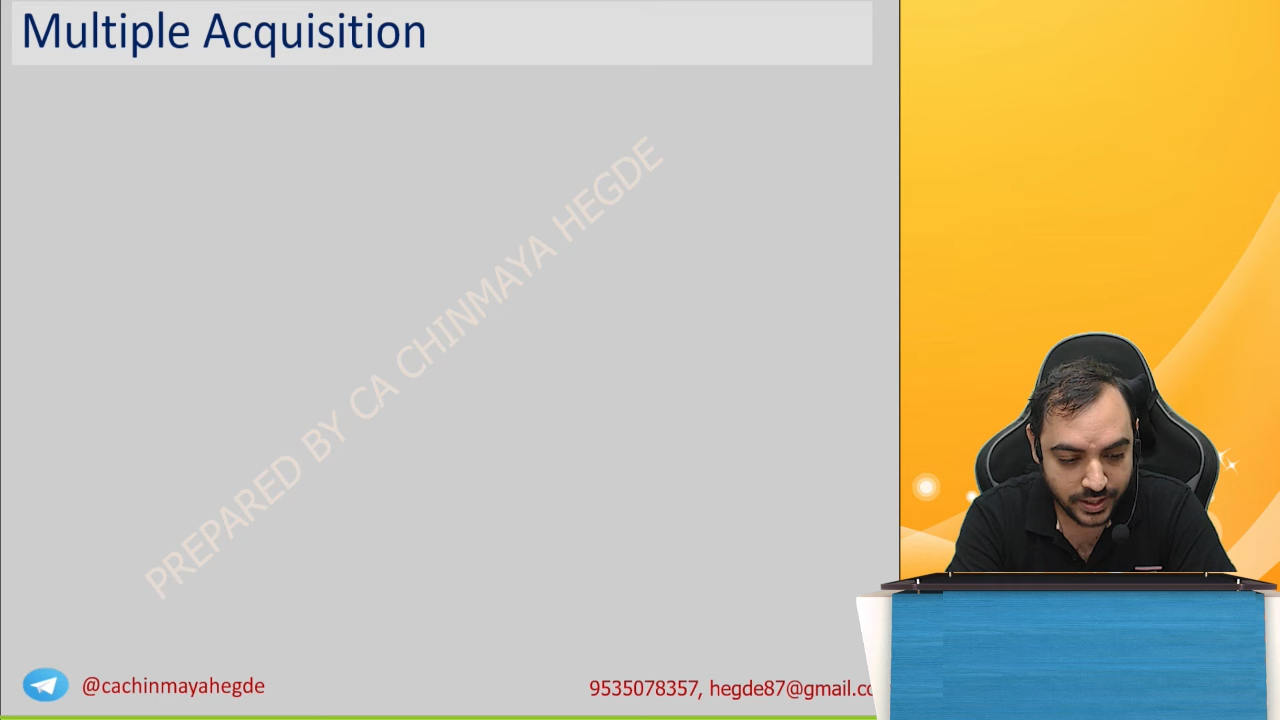 Multiple Acquisition
PREPARED BY CA CHINMAYA HEGDE
@cachinmayahegde
9535078357, hegde87@gmail.co